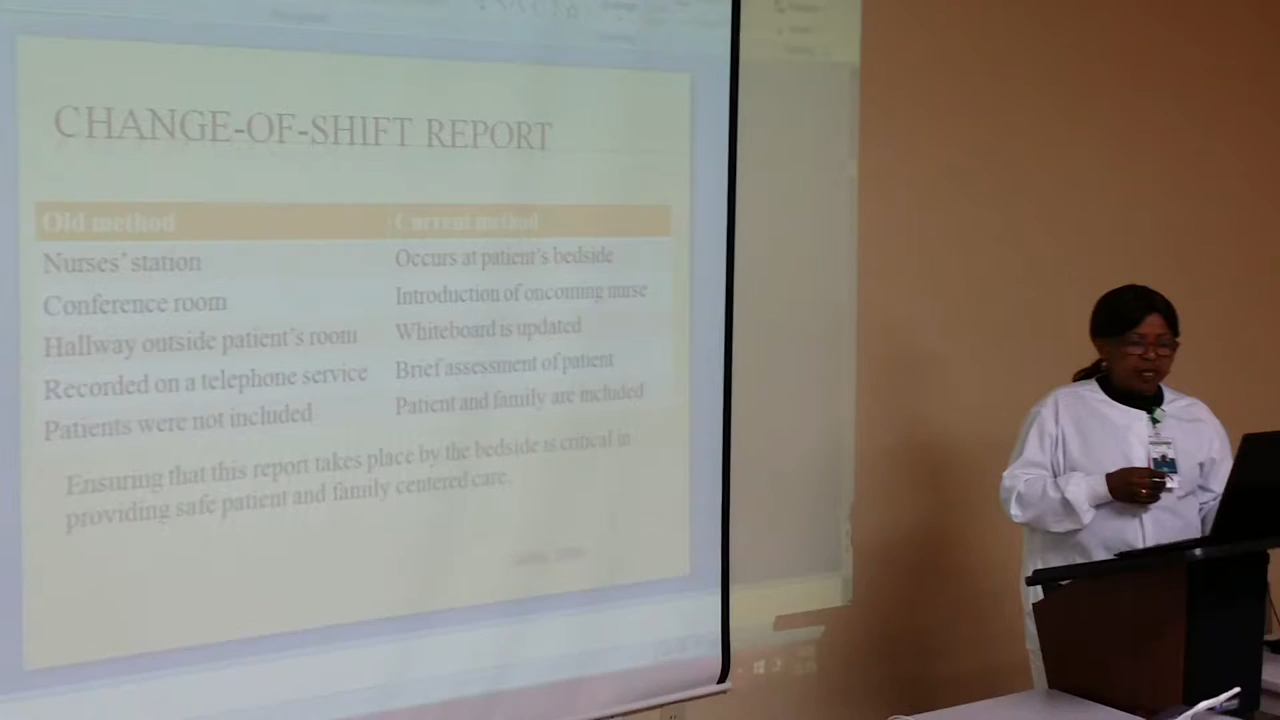 CHANGE-OF-SHIFT REPORT
Old method
Current method
Nurses' station
Occurs at patient's bedside
Conference room
Introduction of oncoming nurse
Hallway outside patient's room
Whiteboard is updated
Recorded on a telephone service
Brief assessment of patient
Patients were not included
Patient and family are included
Ensuring that this report takes place by the bedside is critical in
providing safe patient and family centered care.